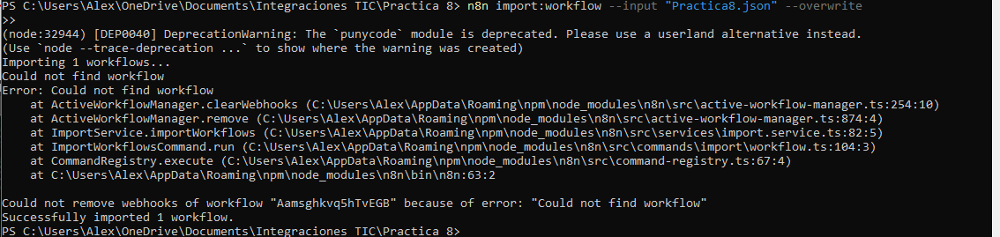 PS C:\Users\Alex\OneDrive\Documents\Integraciones TIC\Practica 8> n8n import:workflow --input "Practica8.json" --overwrite
>>
(node:32944) [DEP0040] DeprecationWarning: The `punycode` module is deprecated. Please use a userland alternative instead.
(Use `node --trace-deprecation ...` to show where the warning was created)
Importing 1 workflows...
Could not find workflow
Error: Could not find workflow
    at ActiveWorkflowManager.clearWebhooks (C:\Users\Alex\AppData\Roaming\npm\node_modules\n8n\src\active-workflow-manager.ts:254:10)
    at ActiveWorkflowManager.remove (C:\Users\Alex\AppData\Roaming\npm\node_modules\n8n\src\active-workflow-manager.ts:874:4)
    at ImportService.importWorkflows (C:\Users\Alex\AppData\Roaming\npm\node_modules\n8n\src\services\import.service.ts:82:5)
    at ImportWorkflowsCommand.run (C:\Users\Alex\AppData\Roaming\npm\node_modules\n8n\src\commands\import\workflow.ts:104:3)
    at CommandRegistry.execute (C:\Users\Alex\AppData\Roaming\npm\node_modules\n8n\src\command-registry.ts:67:4)
    at C:\Users\Alex\AppData\Roaming\npm\node_modules\n8n\bin\n8n:63:2

Could not remove webhooks of workflow "Aamsghkvq5hTvEGB" because of error: "Could not find workflow"
Successfully imported 1 workflow.
PS C:\Users\Alex\OneDrive\Documents\Integraciones TIC\Practica 8>